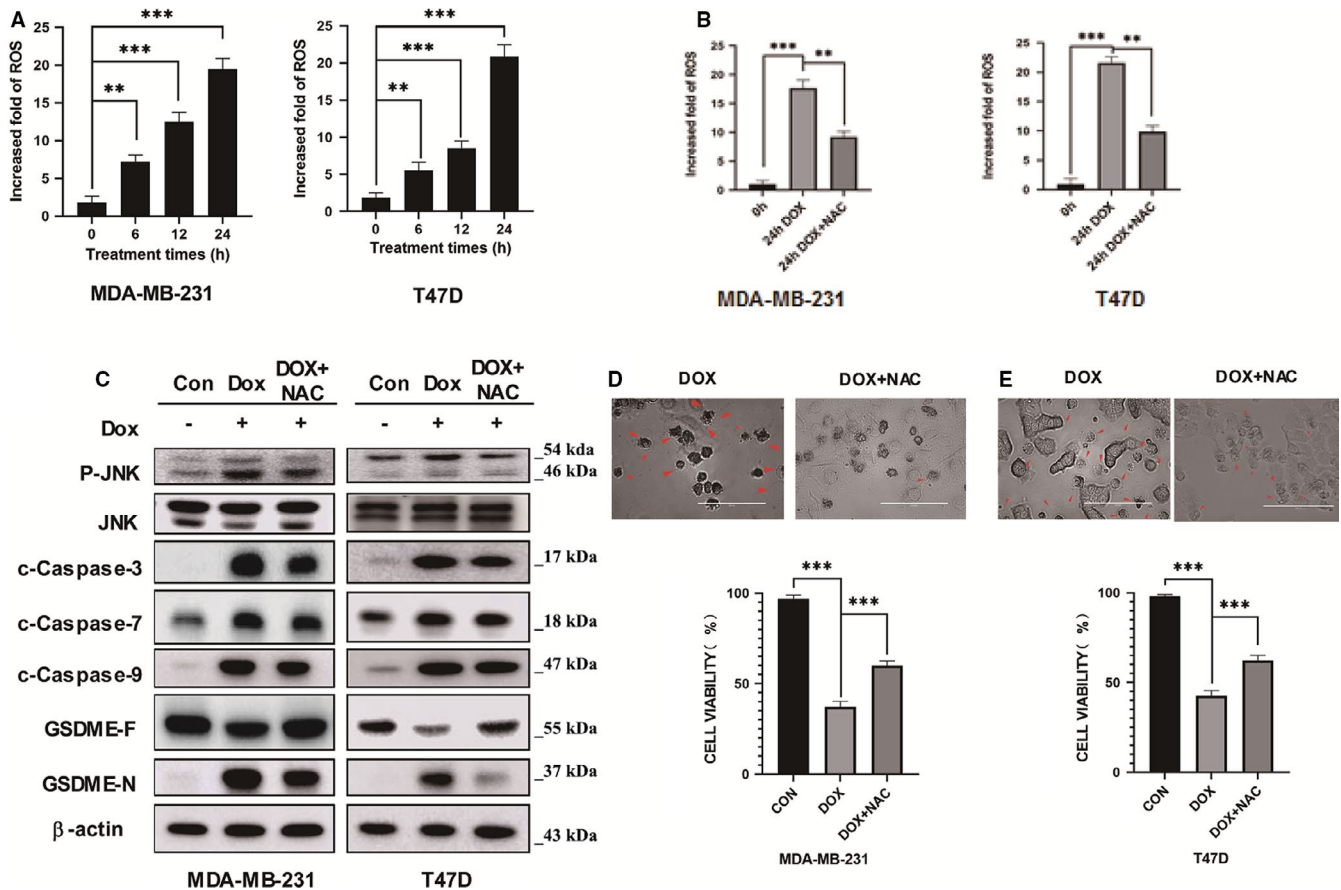 A
Increased fold of ROS
25
20
15
10
5
0
***
***
**
0 6 12 24
Treatment times (h)
MDA-MB-231
Increased fold of ROS
25
20
15
10
5
0
***
***
**
0 6 12 24
Treatment times (h)
T47D
B
Increased fold of ROS
25
20
15
10
5
0
*** **
0h
24h DOX
24h DOX+NAC
MDA-MB-231
Increased fold of ROS
25
20
15
10
5
0
*** **
0h
24h DOX
24h DOX+NAC
T47D
C
Con Dox DOX+ NAC
Con Dox DOX+ NAC
Dox - + + - + +
P-JNK
_54 kda
_46 kDa
JNK
c-Caspase-3 _17 kDa
c-Caspase-7 _18 kDa
c-Caspase-9 _47 kDa
GSDME-F _55 kDa
GSDME-N _37 kDa
β-actin _43 kDa
MDA-MB-231 T47D
D
DOX DOX+NAC
CELL VIABILITY( %)
100
50
0
***
***
CON
DOX
DOX+NAC
MDA-MB-231
E
DOX DOX+NAC
CELL VIABILITY( %)
100
50
0
***
***
CON
DOX
DOX+NAC
T47D